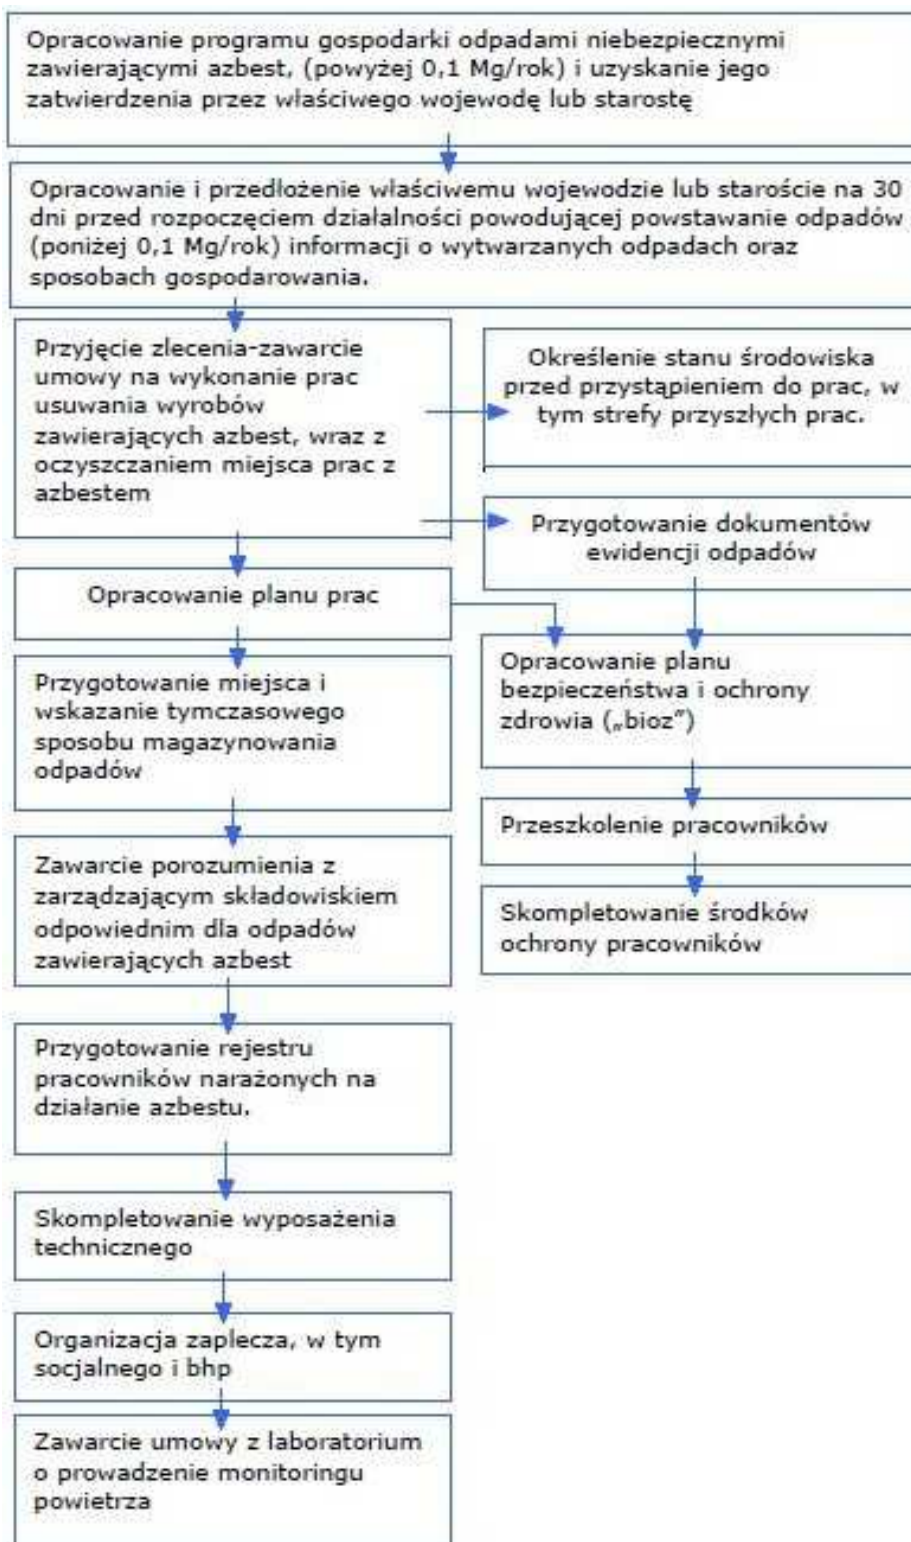 Opracowanie programu gospodarki odpadami niebezpiecznymi
zawierającymi azbest, (powyżej 0,1 Mg/rok) i uzyskanie jego
zatwierdzenia przez właściwego wojewodę lub starostę
Opracowanie i przedłożenie właściwemu wojewodzie lub staroście na 30
dni przed rozpoczęciem działalności powodującej powstawanie odpadów
(poniżej 0,1 Mg/rok) informacji o wytwarzanych odpadach oraz
sposobach gospodarowania.
Przyjęcie zlecenia-zawarcie
umowy na wykonanie prac
usuwania wyrobów
zawierających azbest, wraz z
oczyszczaniem miejsca prac z
azbestem
Określenie stanu środowiska
przed przystąpieniem do prac, w
tym strefy przyszłych prac.
Przygotowanie dokumentów
ewidencji odpadów
Opracowanie planu prac
Opracowanie planu
bezpieczeństwa i ochrony
zdrowia („bioz”)
Przygotowanie miejsca i
wskazanie tymczasowego
sposobu magazynowania
odpadów
Przeszkolenie pracowników
Zawarcie porozumienia z
zarządzającym składowiskiem
odpowiednim dla odpadów
zawierających azbest
Skompletowanie środków
ochrony pracowników
Przygotowanie rejestru
pracowników narażonych na
działanie azbestu.
Skompletowanie wyposażenia
technicznego
Organizacja zaplecza, w tym
socjalnego i bhp
Zawarcie umowy z laboratorium
o prowadzenie monitoringu
powietrza